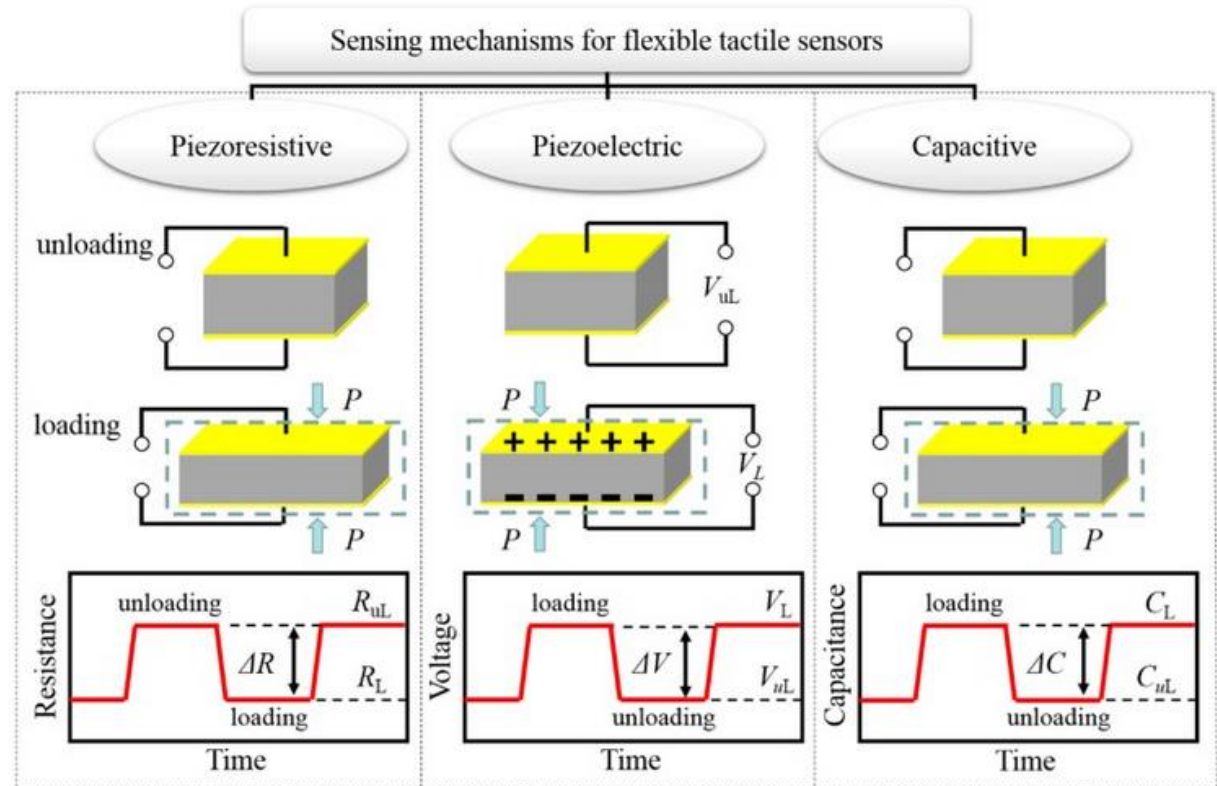 Sensing mechanisms for flexible tactile sensors
Piezoresistive
Piezoelectric
Capacitive
unloading
V_uL
loading
P
P
P
V_L
P
P
P
Resistance
unloading
R_uL
ΔR
R_L
loading
Time
Voltage
loading
V_L
ΔV
V_uL
unloading
Time
Capacitance
loading
C_L
ΔC
C_uL
unloading
Time